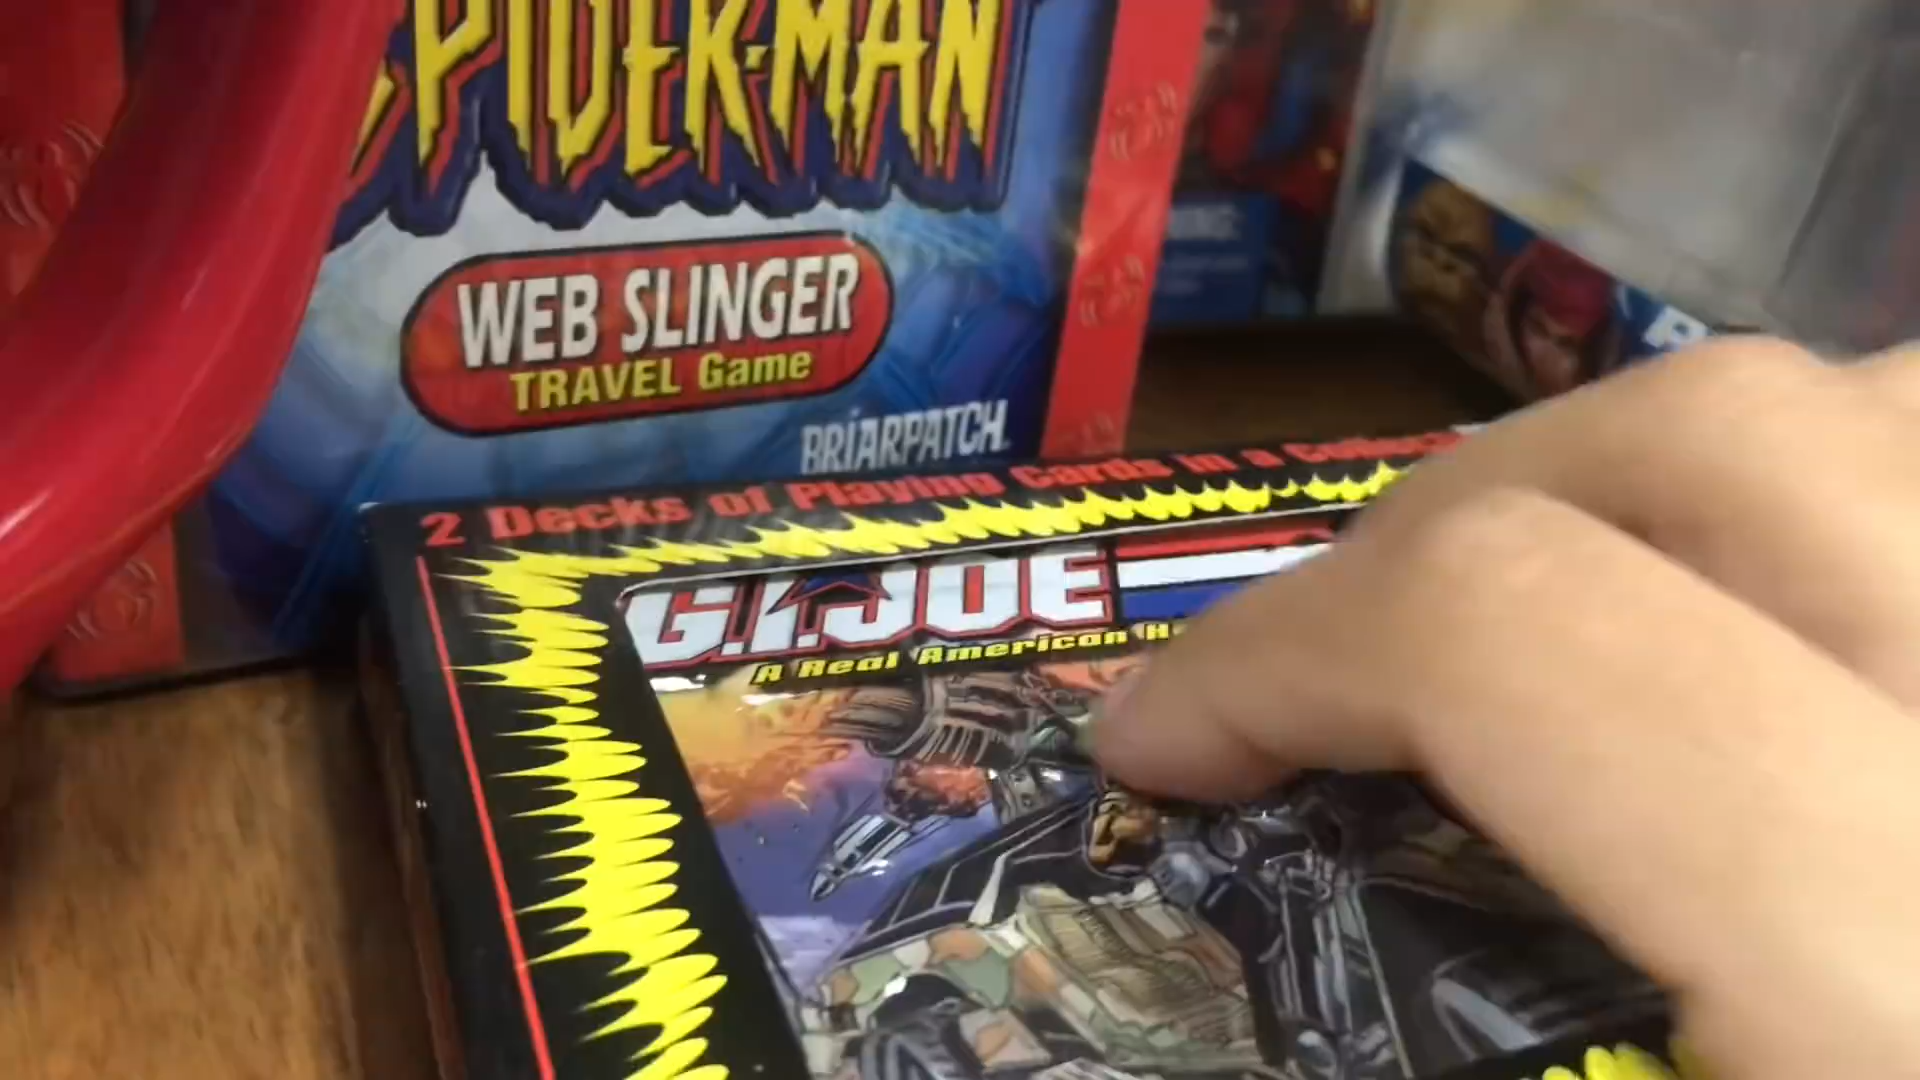 SPIDER-MAN
WEB SLINGER
TRAVEL Game
BRIARPATCH
2 Decks of Playing Cards in a
G.I. JOE
A Real American